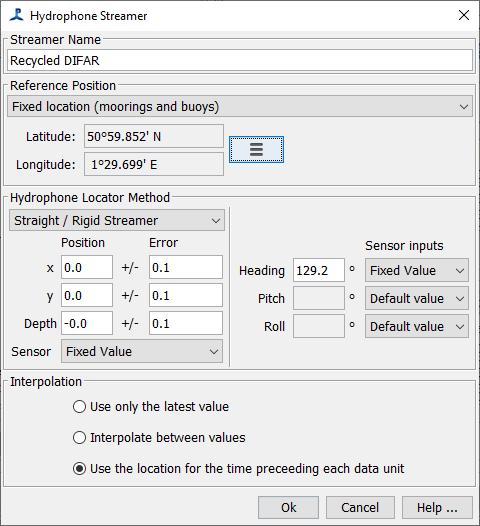 Hydrophone Streamer
Streamer Name
Recycled DIFAR
Reference Position
Fixed location (moorings and buoys)
Latitude: 50°59.852' N
Longitude: 1°29.699' E
Hydrophone Locator Method
Straight / Rigid Streamer
Position Error
x 0.0 +/- 0.1
y 0.0 +/- 0.1
Depth -0.0 +/- 0.1
Sensor Fixed Value
Sensor inputs
Heading 129.2 ° Fixed Value
Pitch ° Default value
Roll ° Default value
Interpolation
Use only the latest value
Interpolate between values
Use the location for the time preceeding each data unit
Ok Cancel Help ...